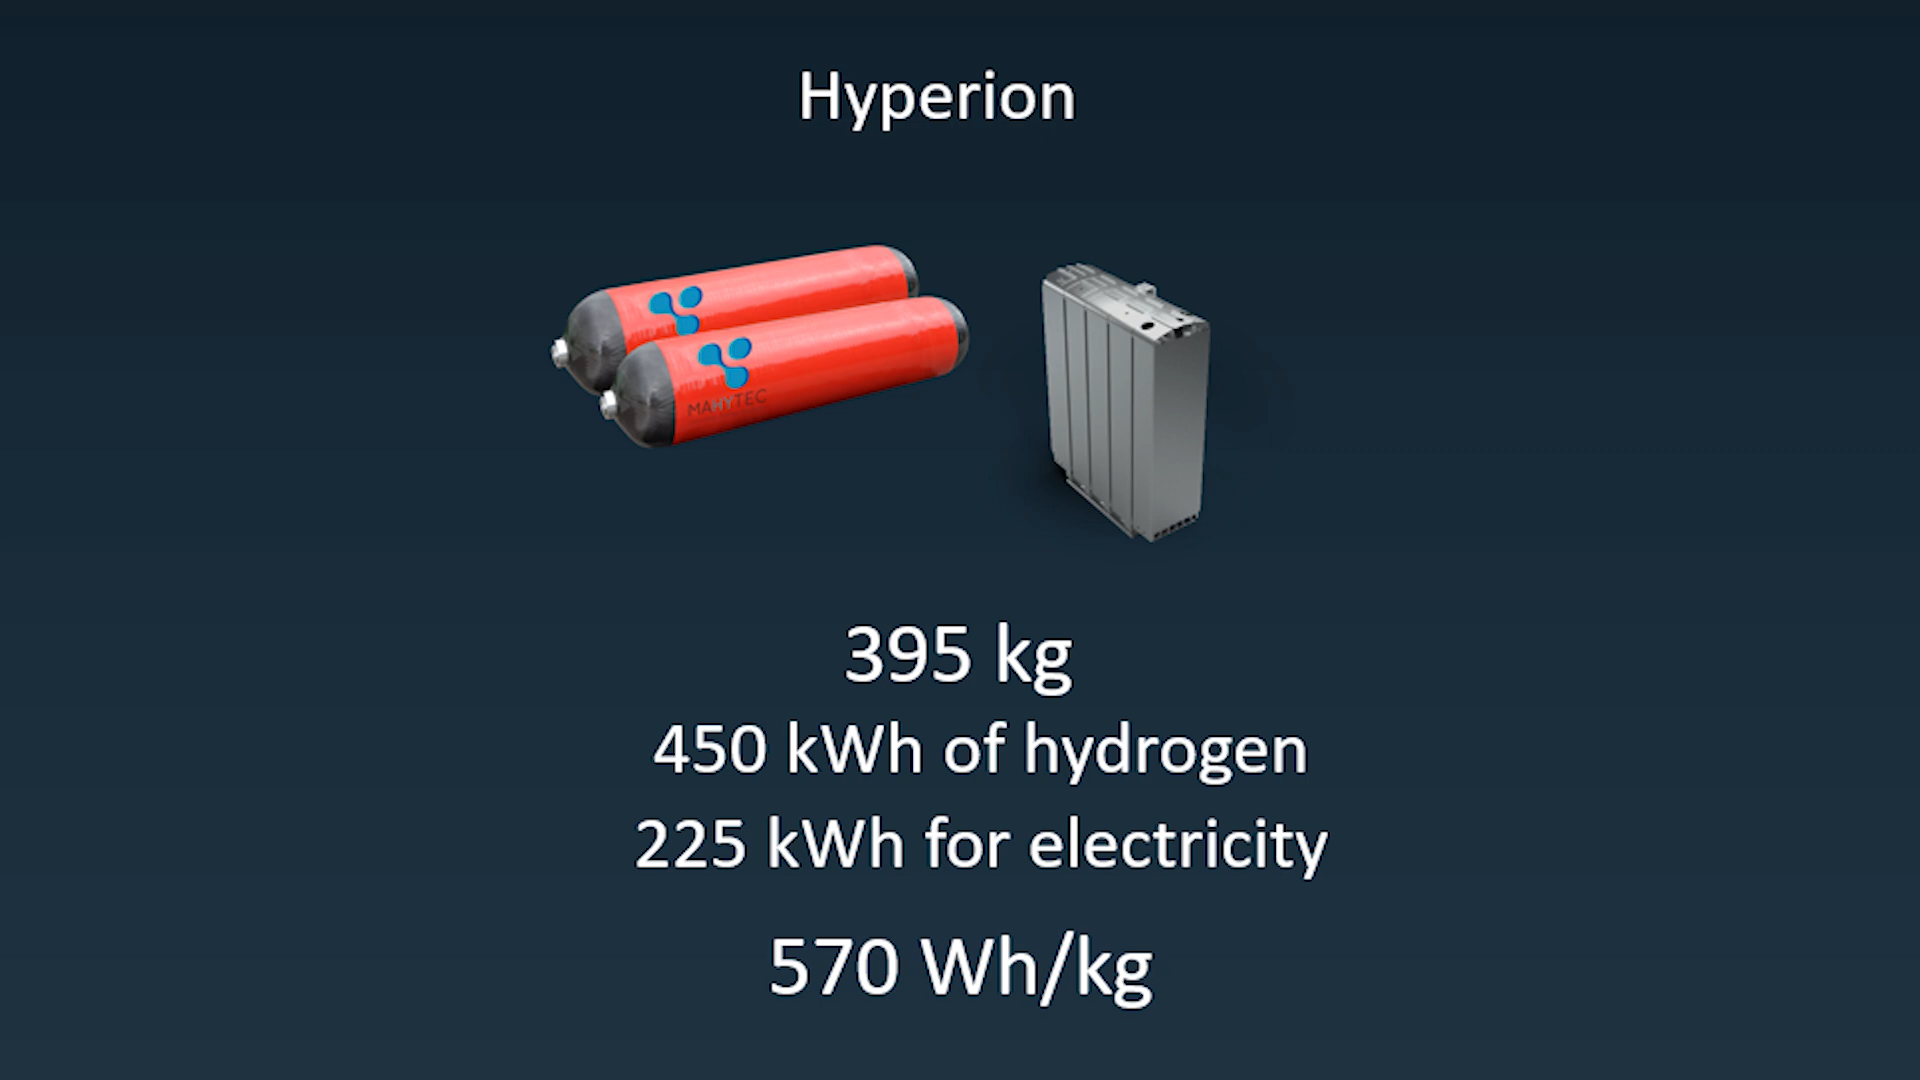 Hyperion
MAHYTEC
395 kg
450 kWh of hydrogen
225 kWh for electricity
570 Wh/kg